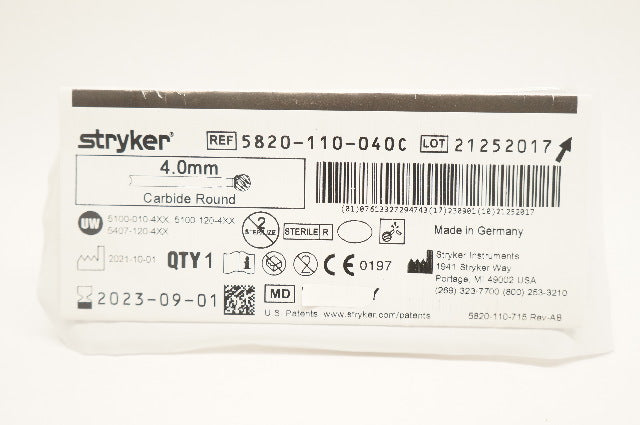 stryker® REF 5820-110-040C LOT 21252017
4.0mm
Carbide Round
(01)07613327294743(17)230901(10)21252017
UW 5100-010-4XX, 5100-120-4XX
5407-120-4XX
2 STERILIZE STERILE R
Made in Germany
2021-10-01 QTY 1 i 2 CE 0197
Stryker Instruments
1941 Stryker Way
Portage, MI 49002 USA
(269) 323-7700 (800) 253-3210
2023-09-01 MD
U.S. Patents www.stryker.com/patents 5820-110-715 Rev-AB